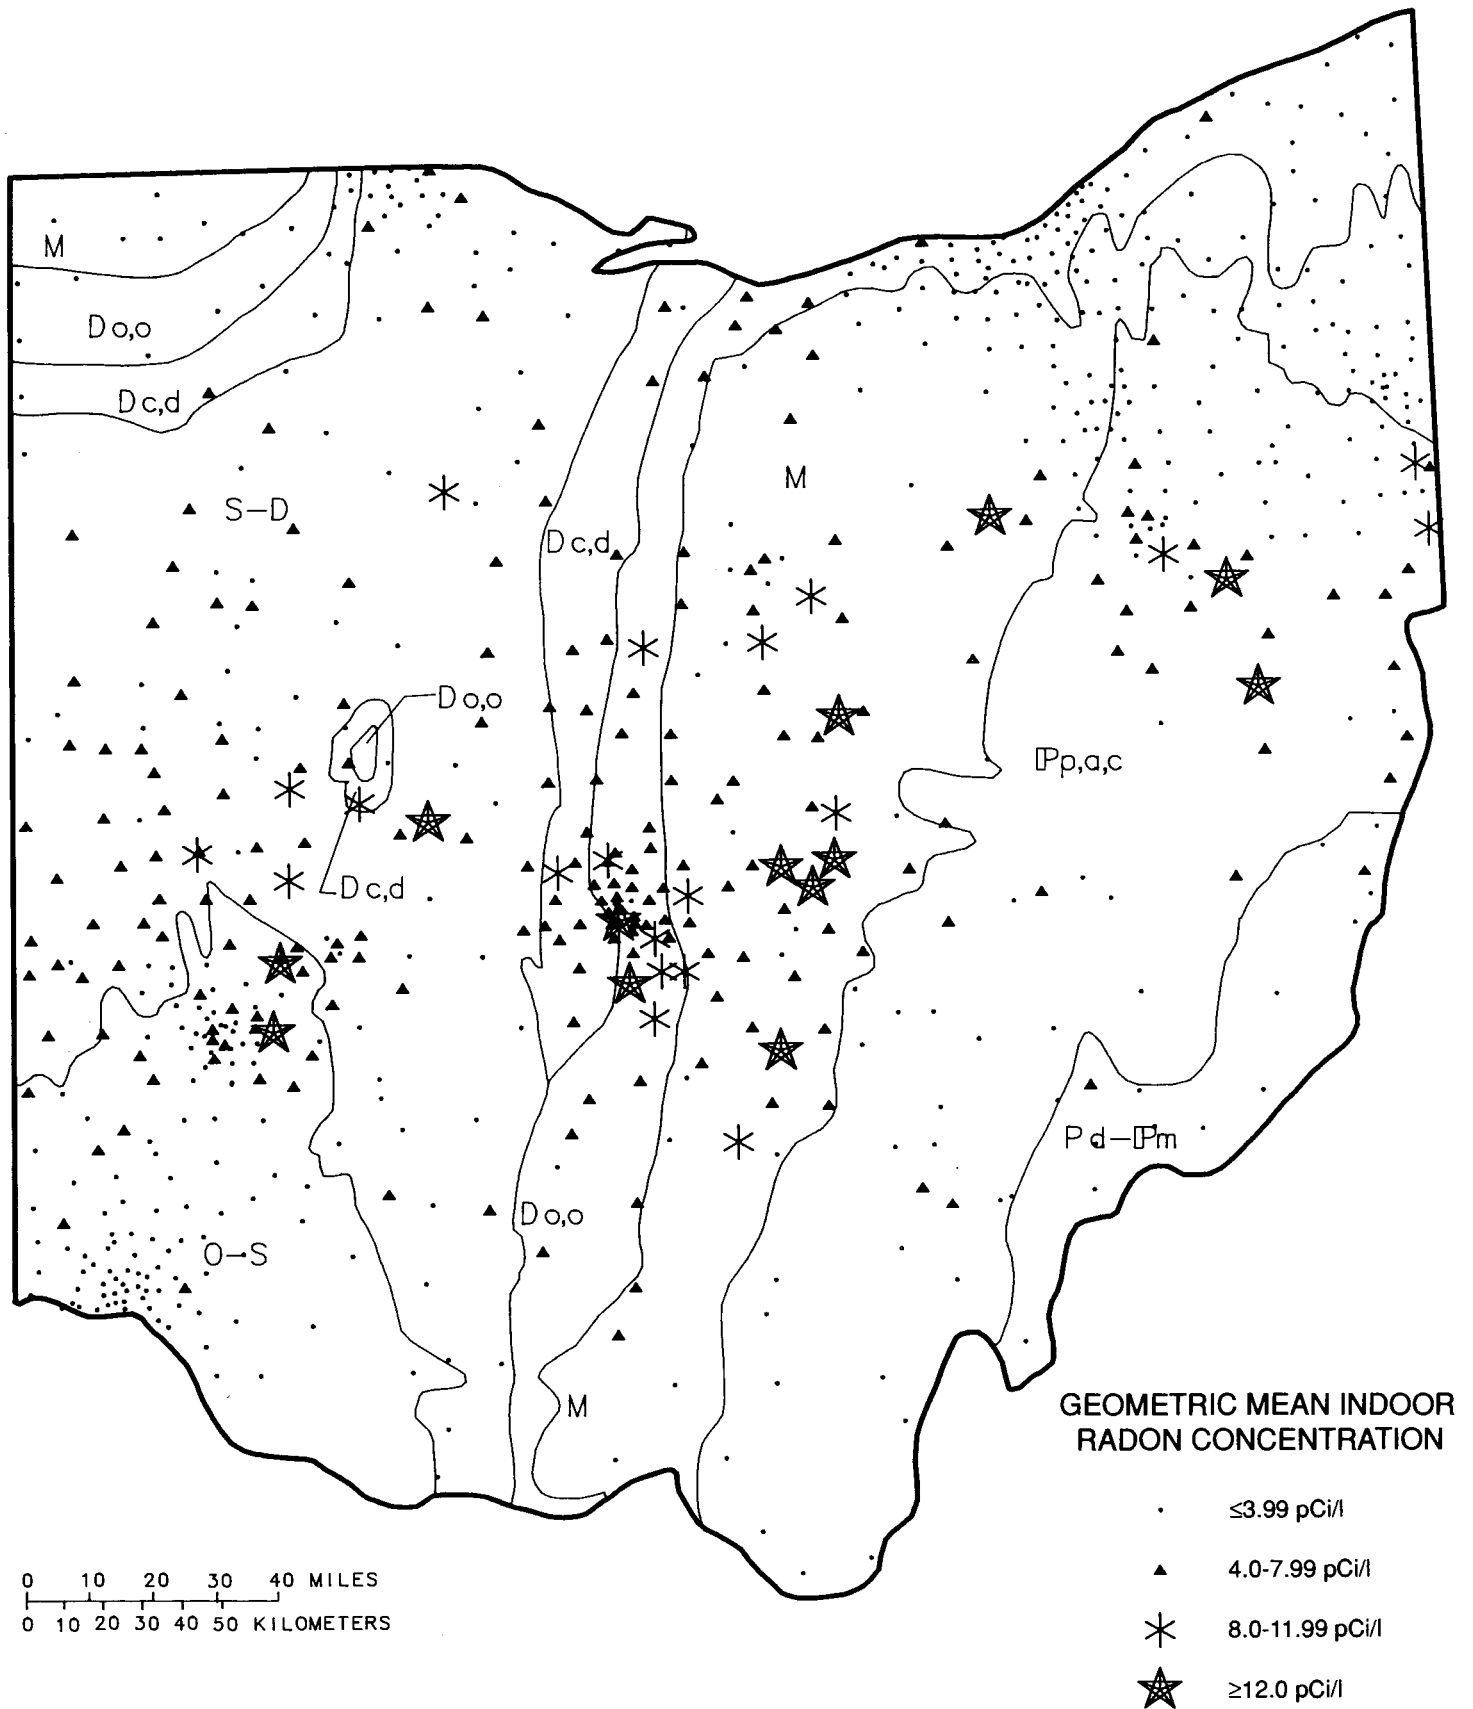 M
Do,o
Dc,d
M
S–D
Dc,d
Do,o
ℙp,a,c
Dc,d
Pd–ℙm
Do,o
O–S
M
GEOMETRIC MEAN INDOOR
RADON CONCENTRATION
≤3.99 pCi/l
4.0-7.99 pCi/l
8.0-11.99 pCi/l
≥12.0 pCi/l
0 10 20 30 40 MILES
0 10 20 30 40 50 KILOMETERS